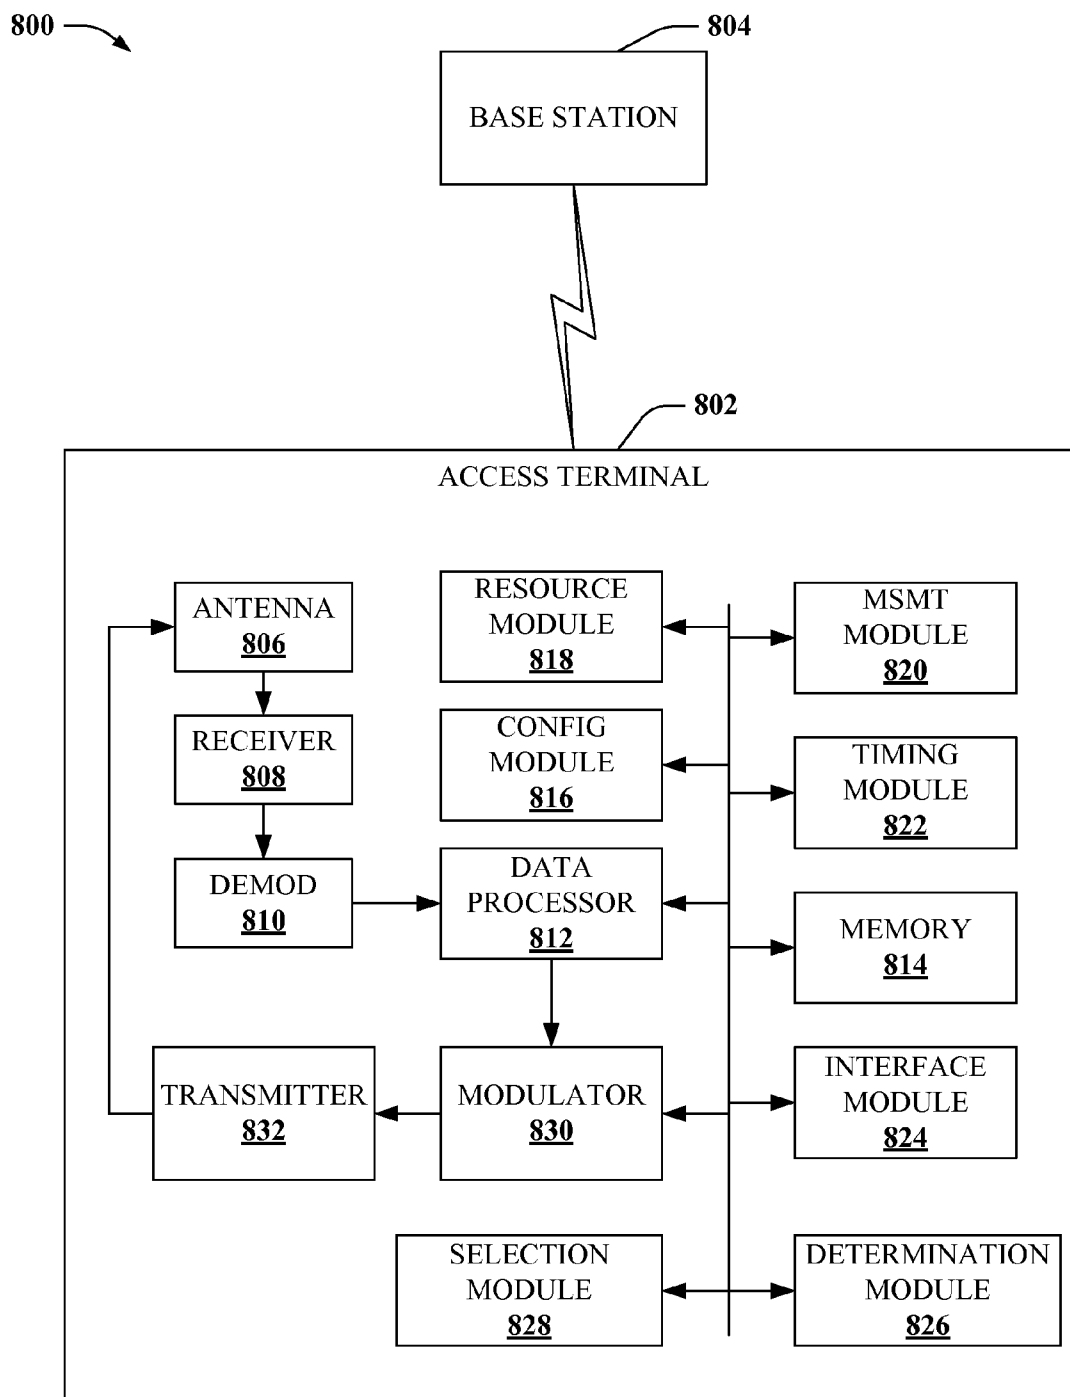 800
804
BASE STATION
802
ACCESS TERMINAL
ANTENNA
806
RECEIVER
808
DEMOD
810
TRANSMITTER
832
RESOURCE
MODULE
818
CONFIG
MODULE
816
DATA
PROCESSOR
812
MODULATOR
830
SELECTION
MODULE
828
MSMT
MODULE
820
TIMING
MODULE
822
MEMORY
814
INTERFACE
MODULE
824
DETERMINATION
MODULE
826